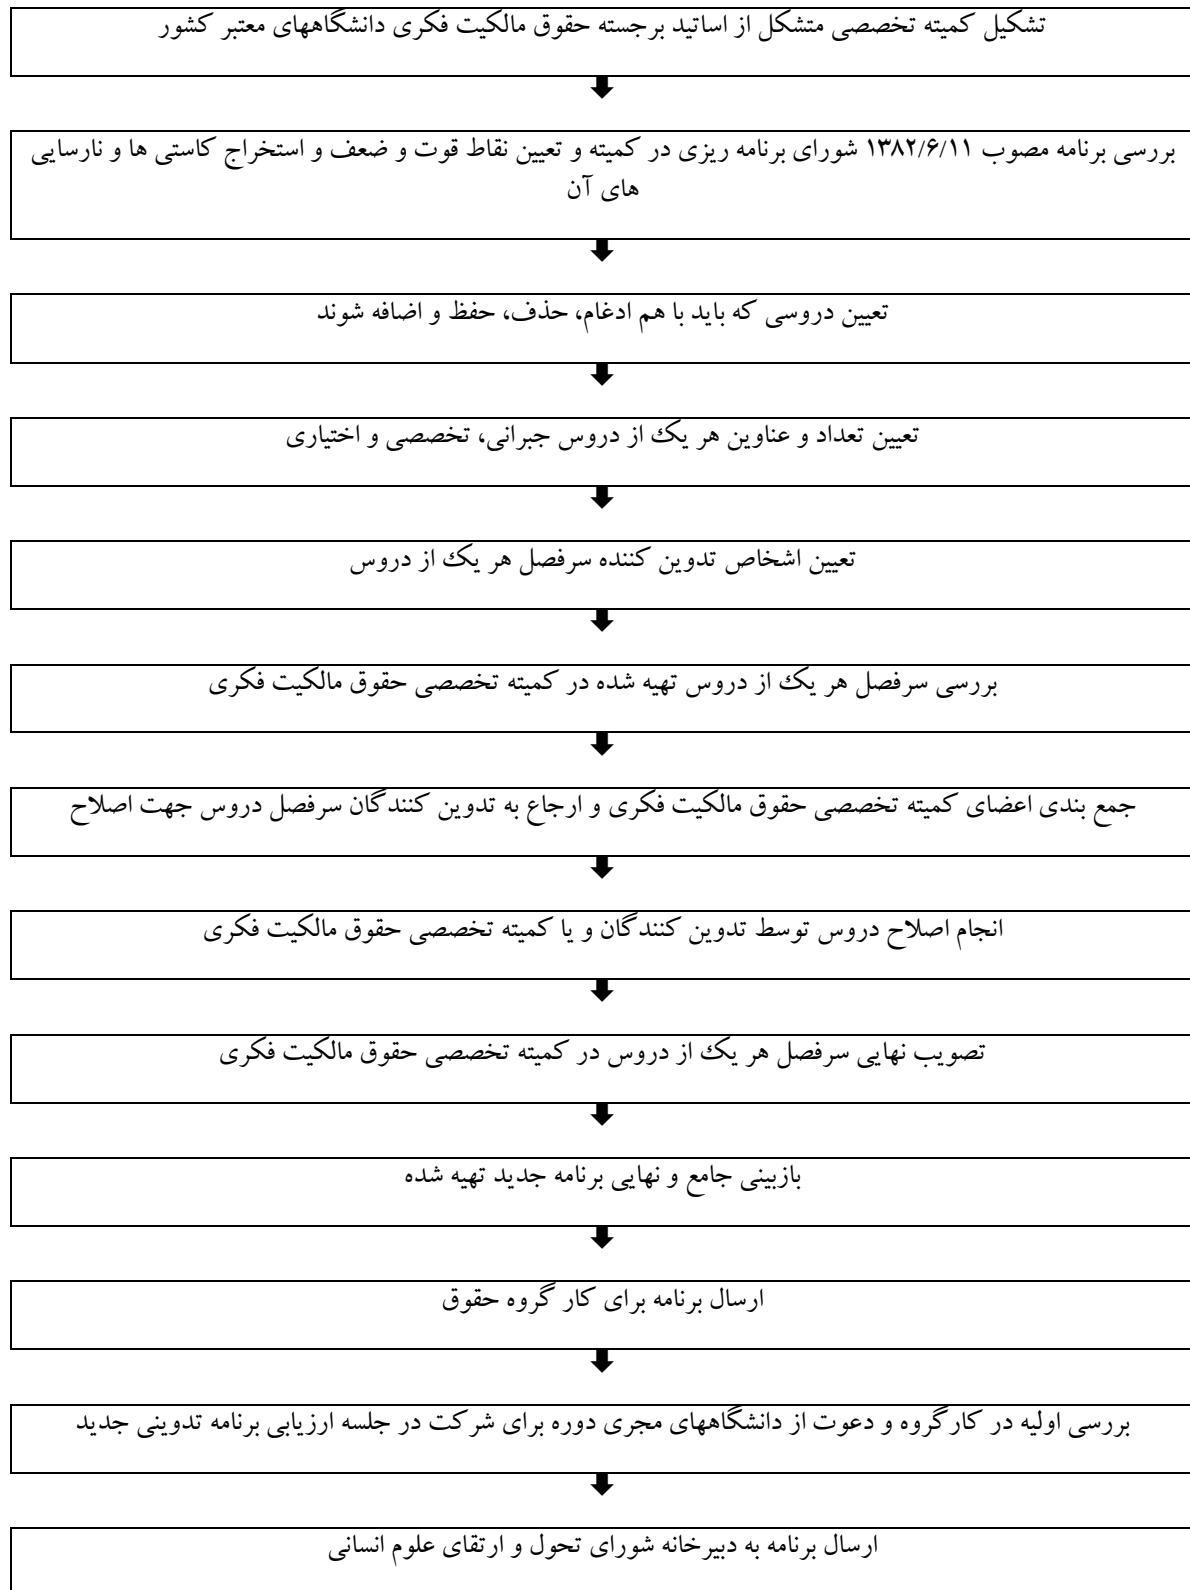 تشکیل کمیته تخصصی متشکل از اساتید برجسته حقوق مالکیت فکری دانشگاههای معتبر کشور
بررسی برنامه مصوب ۱۳۸۲/۶/۱۱ شورای برنامه ریزی در کمیته و تعیین نقاط قوت و ضعف و استخراج کاستی ها و نارسایی
های آن
تعیین دروسی که باید با هم ادغام، حذف، حفظ و اضافه شوند
تعیین تعداد و عناوین هر یک از دروس جبرانی، تخصصی و اختیاری
تعیین اشخاص تدوین کننده سرفصل هر یک از دروس
بررسی سرفصل هر یک از دروس تهیه شده در کمیته تخصصی حقوق مالکیت فکری
جمع بندی اعضای کمیته تخصصی حقوق مالکیت فکری و ارجاع به تدوین کنندگان سرفصل دروس جهت اصلاح
انجام اصلاح دروس توسط تدوین کنندگان و یا کمیته تخصصی حقوق مالکیت فکری
تصویب نهایی سرفصل هر یک از دروس در کمیته تخصصی حقوق مالکیت فکری
بازبینی جامع و نهایی برنامه جدید تهیه شده
ارسال برنامه برای کار گروه حقوق
بررسی اولیه در کارگروه و دعوت از دانشگاههای مجری دوره برای شرکت در جلسه ارزیابی برنامه تدوینی جدید
ارسال برنامه به دبیرخانه شورای تحول و ارتقای علوم انسانی